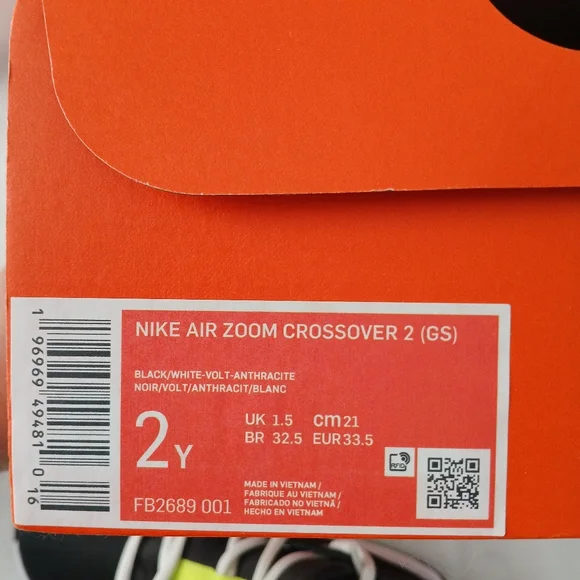 NIKE AIR ZOOM CROSSOVER 2 (GS)
BLACK/WHITE-VOLT-ANTHRACITE
NOIR/VOLT/ANTHRACIT/BLANC
2Y
UK 1.5 cm 21
BR 32.5 EUR 33.5
RFID
FB2689 001
MADE IN VIETNAM /
FABRIQUE AU VIETNAM /
FABRICADO NO VIETNÃ /
HECHO EN VIETNAM
1 96969 49481 0 16